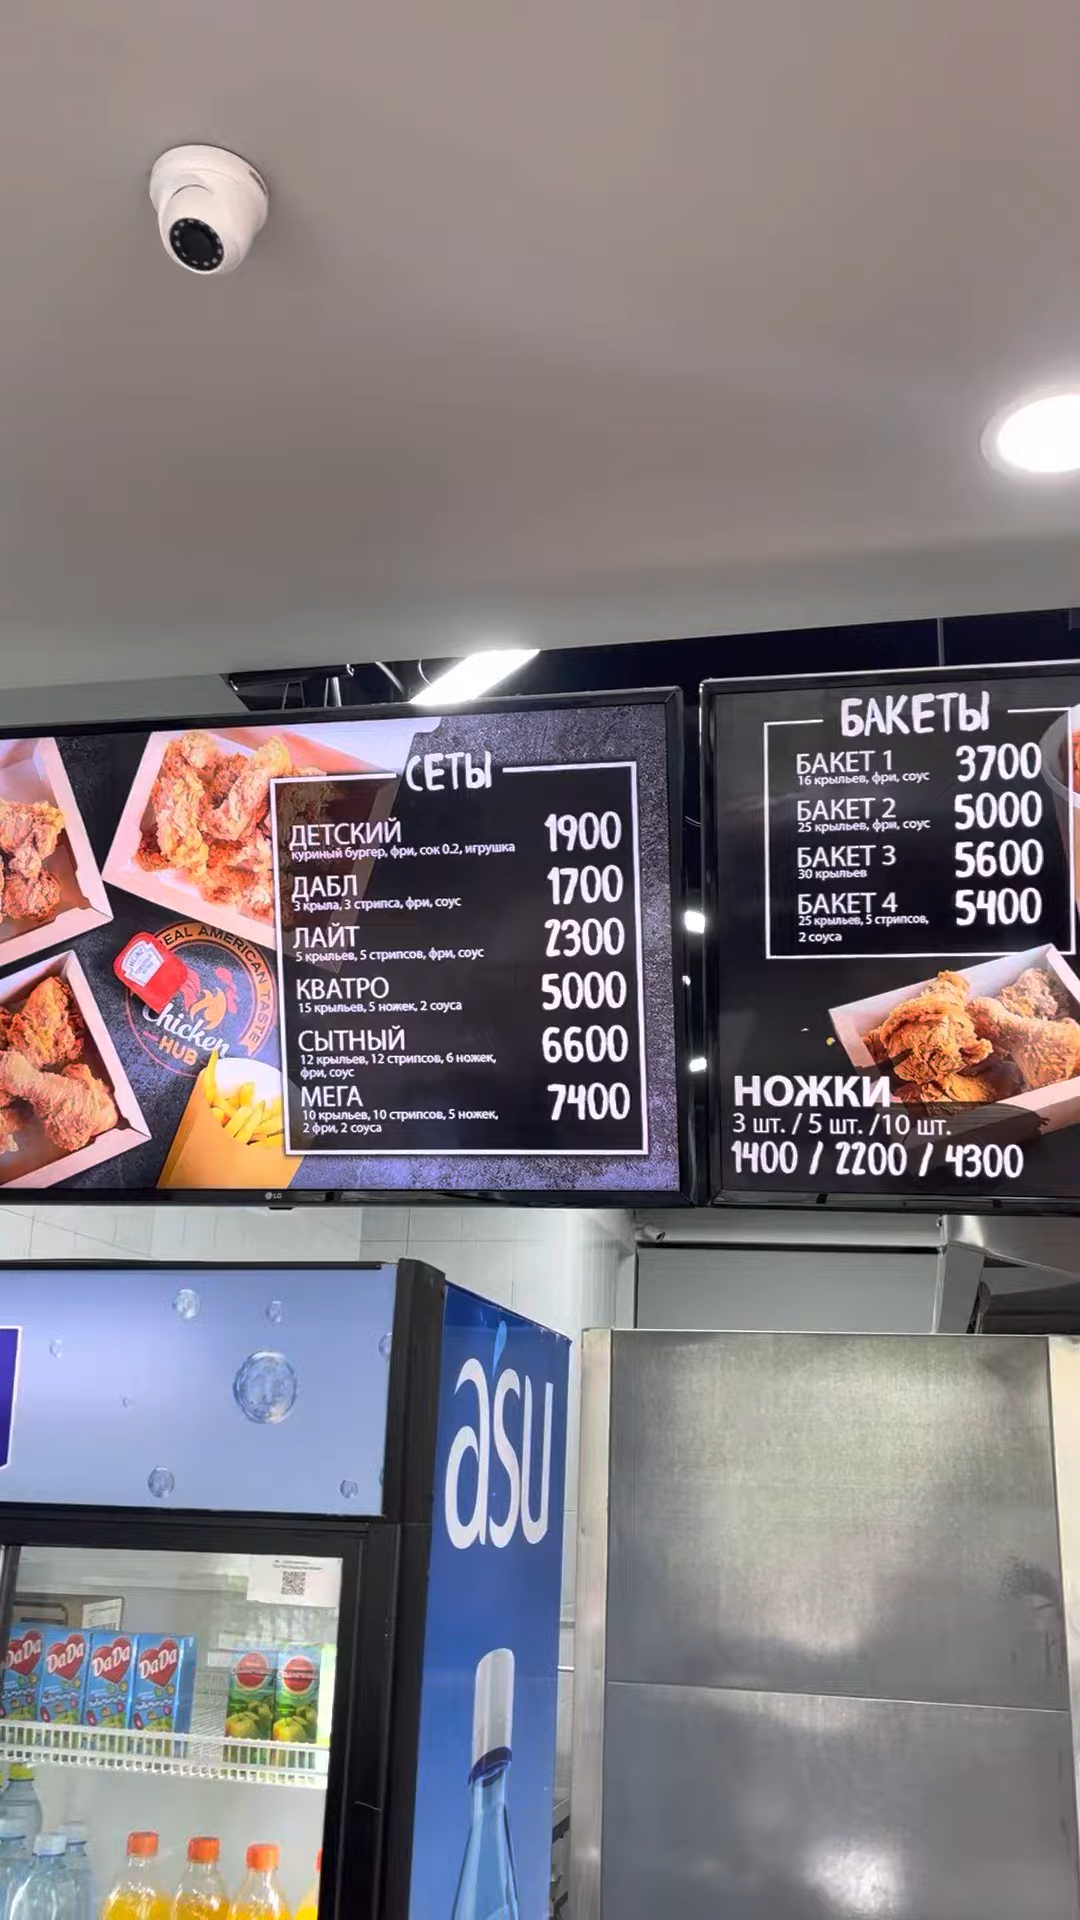 СЕТЫ
ДЕТСКИЙ 1900
куриный бургер, фри, сок 0.2, игрушка
ДАБЛ 1700
3 крыла, 3 стрипса, фри, соус
ЛАЙТ 2300
5 крыльев, 5 стрипсов, фри, соус
КВАТРО 5000
15 крыльев, 5 ножек, 2 соуса
СЫТНЫЙ 6600
12 крыльев, 12 стрипсов, 6 ножек,
фри, соус
МЕГА 7400
10 крыльев, 10 стрипсов, 5 ножек,
2 фри, 2 соуса
REAL AMERICAN TASTE
HEINZ
Chicken
HUB
LG
БАКЕТЫ
БАКЕТ 1 3700
16 крыльев, фри, соус
БАКЕТ 2 5000
25 крыльев, фри, соус
БАКЕТ 3 5600
30 крыльев
БАКЕТ 4 5400
25 крыльев, 5 стрипсов,
2 соуса
НОЖКИ
3 шт. / 5 шт. /10 шт.
1400 / 2200 / 4300
a'su
DaDa DaDa DaDa DaDa